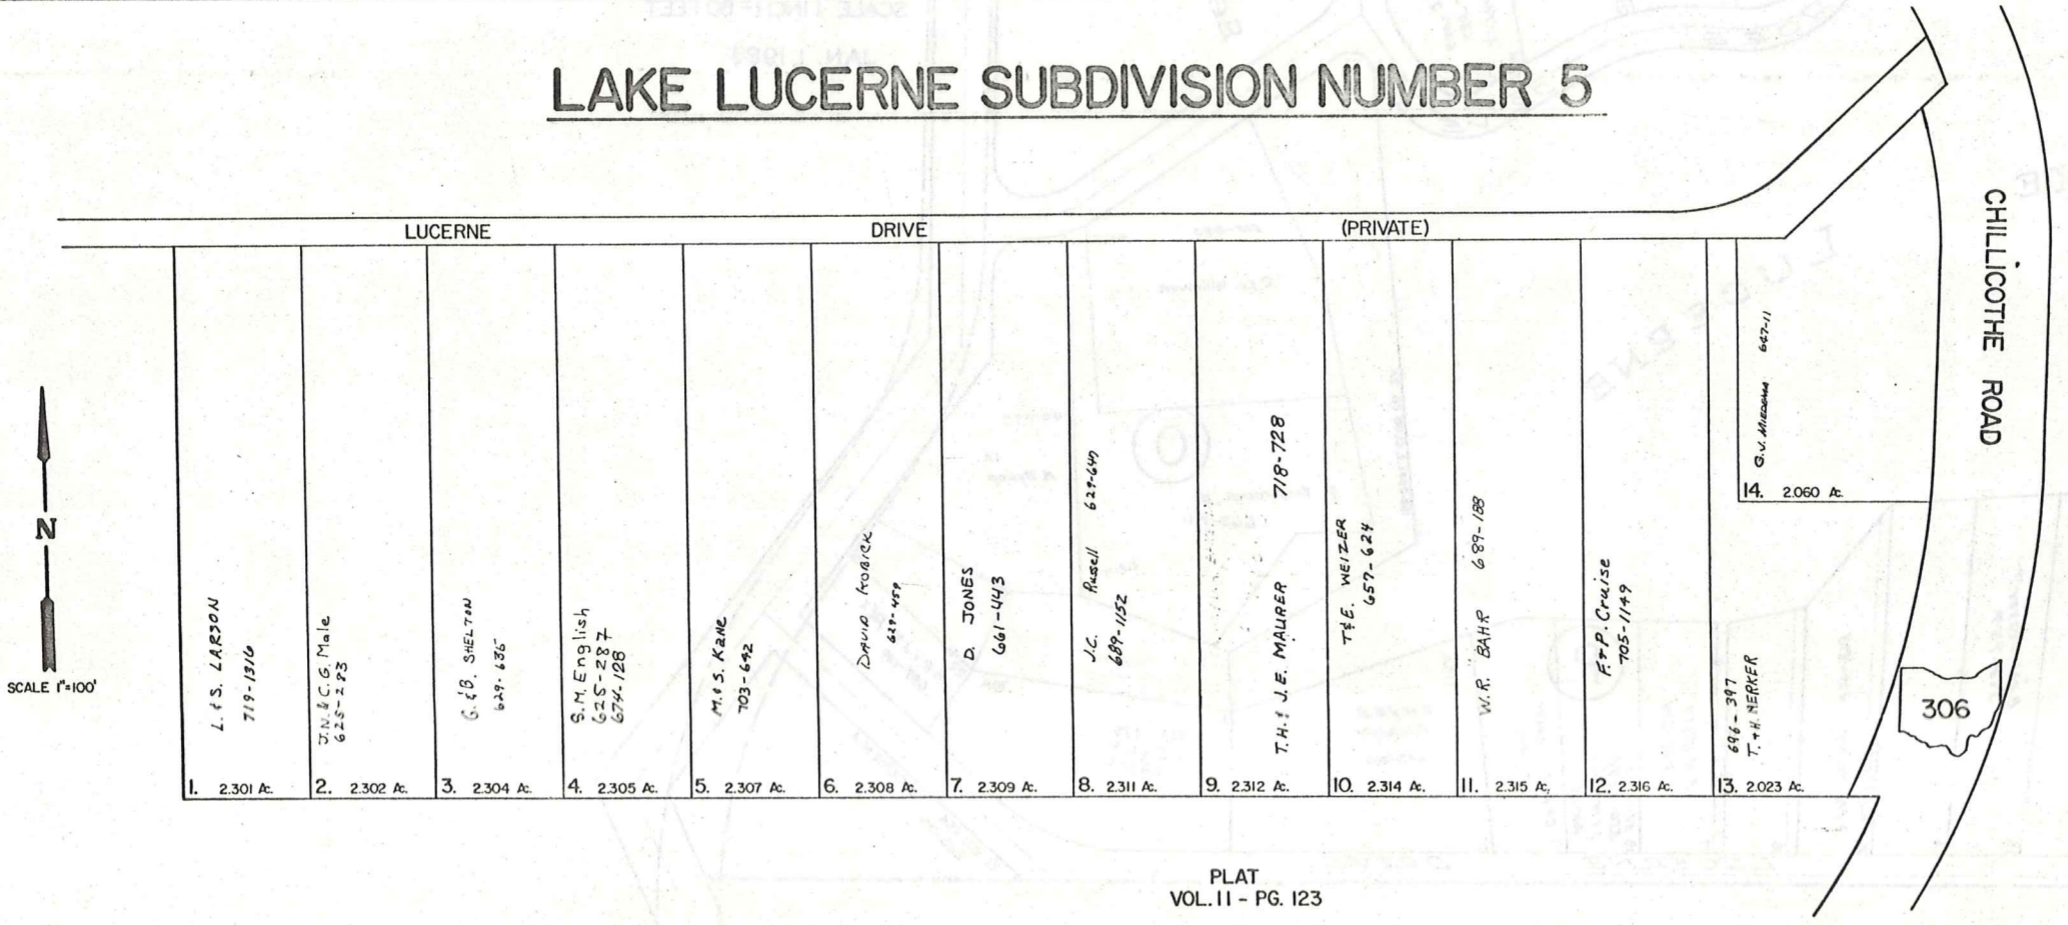 LAKE LUCERNE SUBDIVISION NUMBER 5
LUCERNE DRIVE (PRIVATE)
CHILLICOTHE ROAD
N
SCALE 1"=100'
L. & S. LARSON
719-1316
1. 2.301 Ac.
J.N. & C.G. Male
625-283
2. 2.302 Ac.
G. & B. SHELTON
629-635
3. 2.304 Ac.
S.M. English
625-287
674-128
4. 2.305 Ac.
M. & S. Kane
703-642
5. 2.307 Ac.
DAVID KOBICK
629-459
6. 2.308 Ac.
D. JONES
661-443
7. 2.309 Ac.
J.C. Russell 629-647
689-1152
8. 2.311 Ac.
T.H. & J.E. MAURER 718-728
9. 2.312 Ac.
T & E. WEIZER
657-624
10. 2.314 Ac.
W.R. BAHR 689-188
11. 2.315 Ac.
F. & P. Cruise
705-1149
12. 2.316 Ac.
696-397
T. & H. MERKER
13. 2.023 Ac.
G.J. 647-11
14. 2.060 Ac.
306
PLAT
VOL. 11 - PG. 123